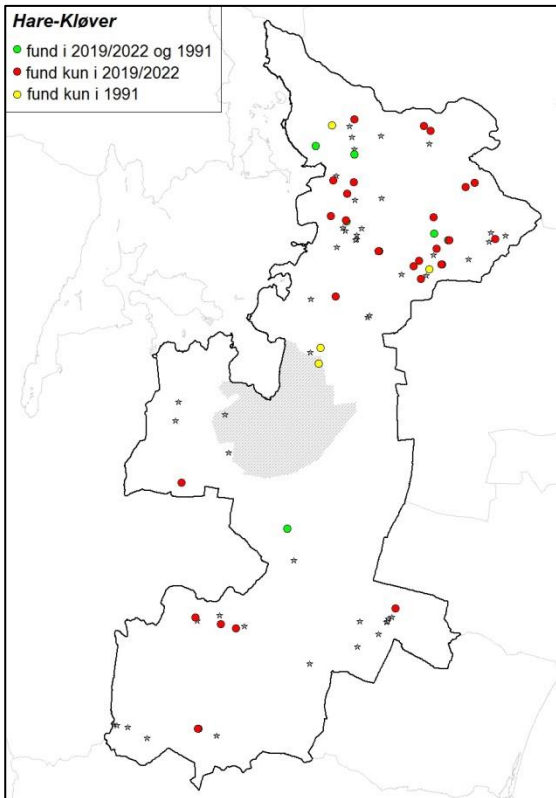 Hare-Kløver
fund i 2019/2022 og 1991
fund kun i 2019/2022
fund kun i 1991